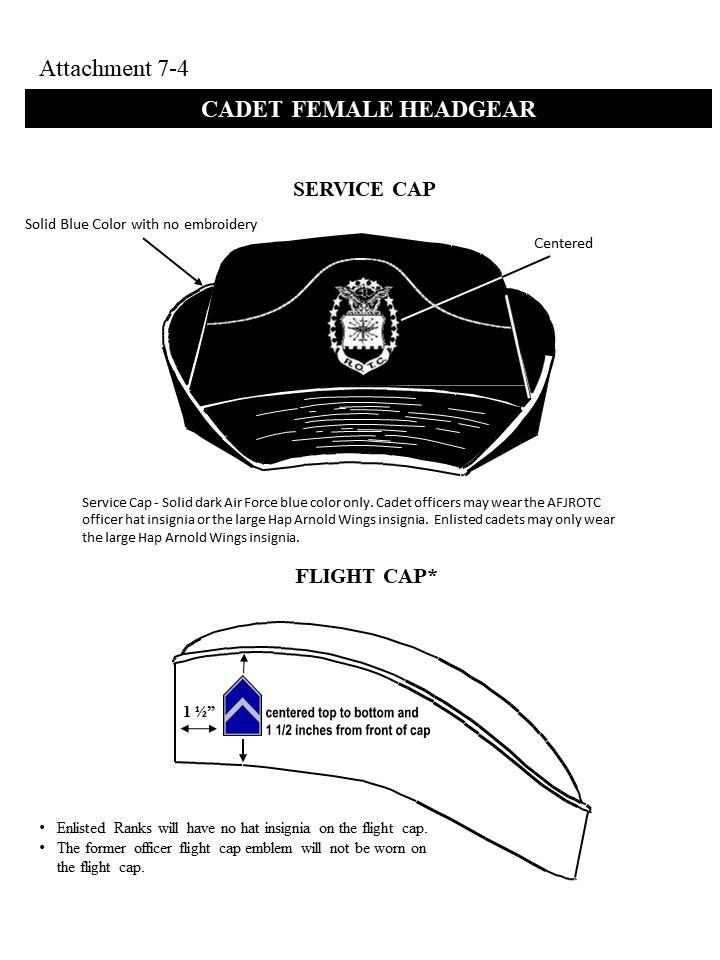 Attachment 7-4
CADET FEMALE HEADGEAR
SERVICE CAP
Solid Blue Color with no embroidery
Centered
R.O.T.C.
Service Cap - Solid dark Air Force blue color only. Cadet officers may wear the AFJROTC
officer hat insignia or the large Hap Arnold Wings insignia. Enlisted cadets may only wear
the large Hap Arnold Wings insignia.
FLIGHT CAP*
1 ½”
centered top to bottom and
1 1/2 inches from front of cap
• Enlisted Ranks will have no hat insignia on the flight cap.
• The former officer flight cap emblem will not be worn on
the flight cap.